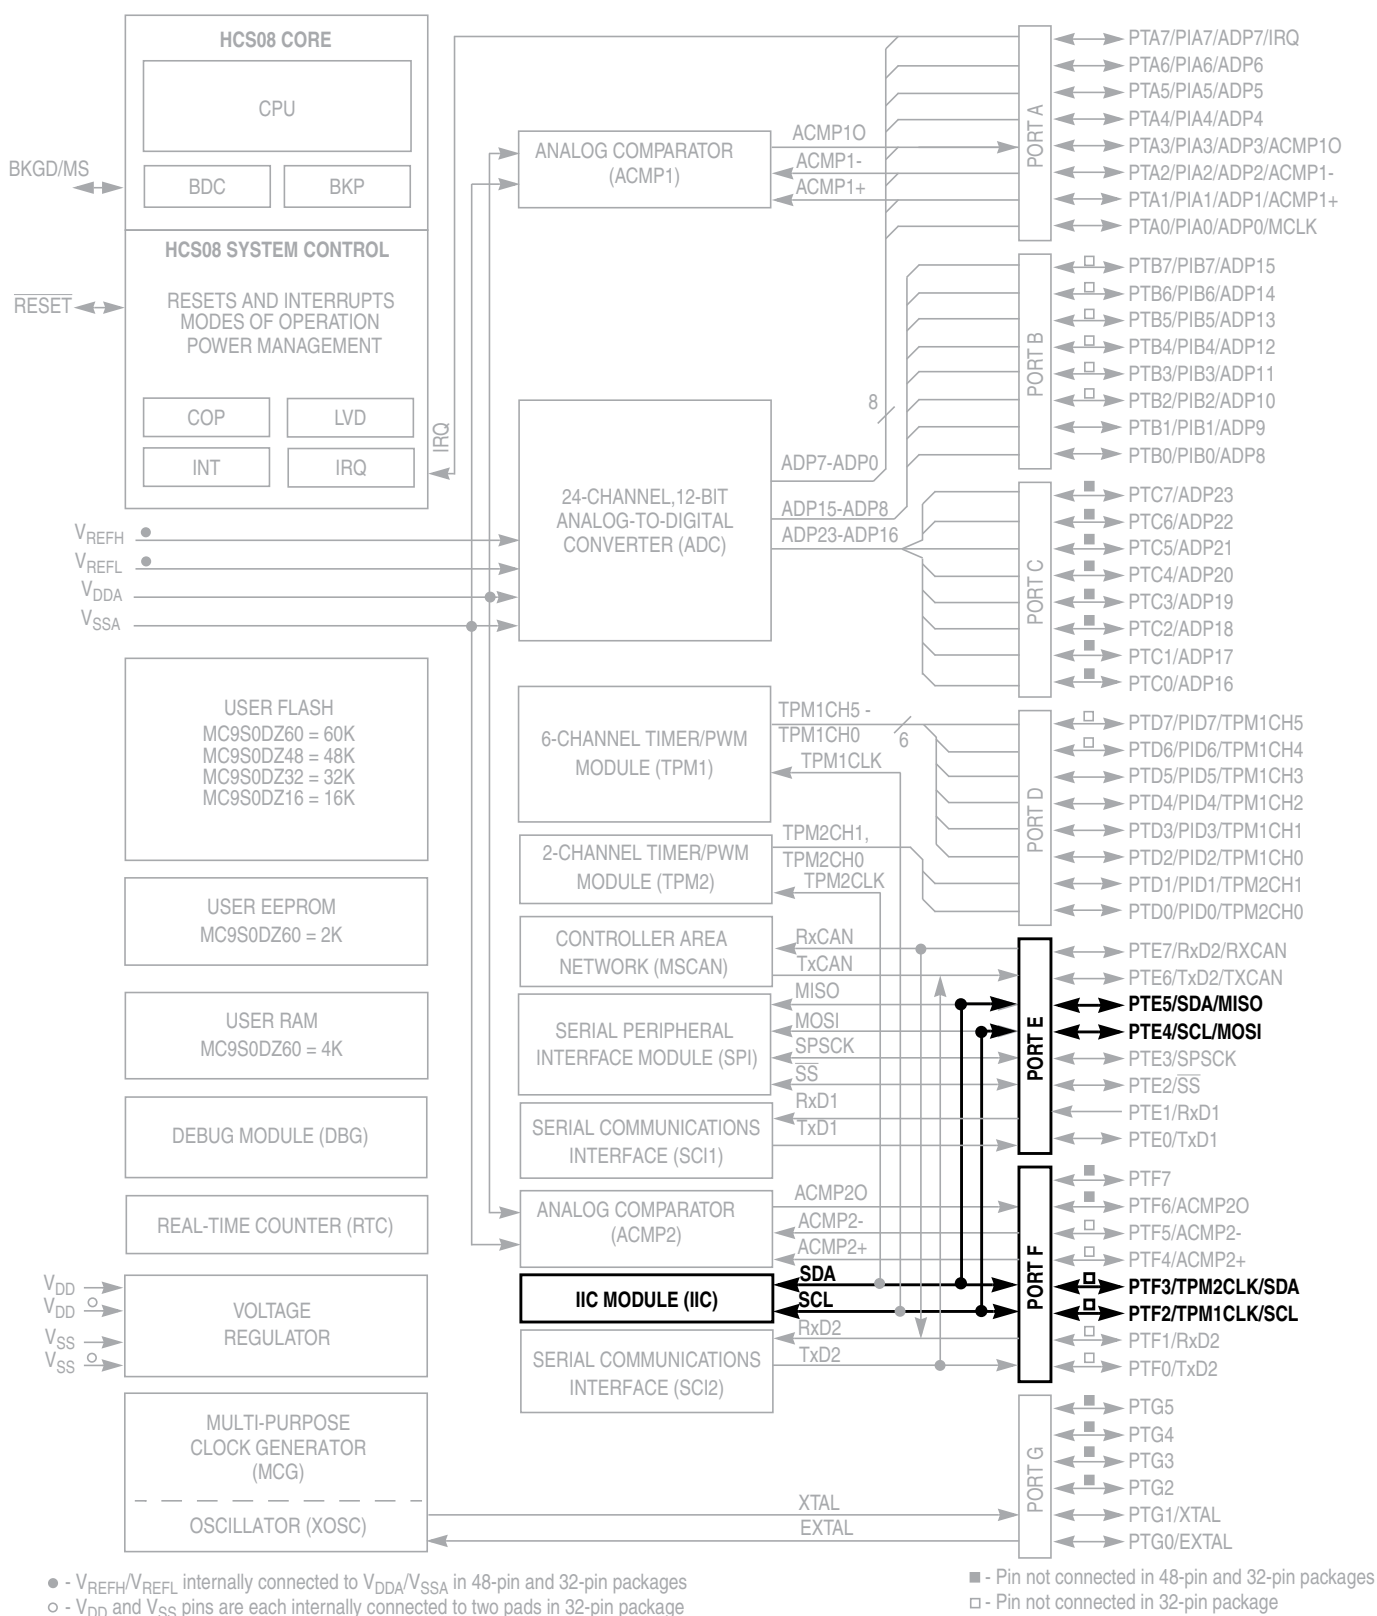 HCS08 CORE
CPU
BDC
BKP
BKGD/MS
HCS08 SYSTEM CONTROL
RESETS AND INTERRUPTS
MODES OF OPERATION
POWER MANAGEMENT
RESET
COP
LVD
INT
IRQ
IRQ
VREFH
VREFL
VDDA
VSSA
USER FLASH
MC9S0DZ60 = 60K
MC9S0DZ48 = 48K
MC9S0DZ32 = 32K
MC9S0DZ16 = 16K
USER EEPROM
MC9S0DZ60 = 2K
USER RAM
MC9S0DZ60 = 4K
DEBUG MODULE (DBG)
REAL-TIME COUNTER (RTC)
VDD
VDD
VSS
VSS
VOLTAGE
REGULATOR
MULTI-PURPOSE
CLOCK GENERATOR
(MCG)
OSCILLATOR (XOSC)
ANALOG COMPARATOR
(ACMP1)
ACMP1O
ACMP1-
ACMP1+
24-CHANNEL,12-BIT
ANALOG-TO-DIGITAL
CONVERTER (ADC)
8
ADP7-ADP0
ADP15-ADP8
ADP23-ADP16
6-CHANNEL TIMER/PWM
MODULE (TPM1)
TPM1CH5 -
TPM1CH0
6
TPM1CLK
2-CHANNEL TIMER/PWM
MODULE (TPM2)
TPM2CH1,
TPM2CH0
TPM2CLK
CONTROLLER AREA
NETWORK (MSCAN)
RxCAN
TxCAN
SERIAL PERIPHERAL
INTERFACE MODULE (SPI)
MISO
MOSI
SPSCK
SS
SERIAL COMMUNICATIONS
INTERFACE (SCI1)
RxD1
TxD1
ANALOG COMPARATOR
(ACMP2)
ACMP2O
ACMP2-
ACMP2+
IIC MODULE (IIC)
SDA
SCL
SERIAL COMMUNICATIONS
INTERFACE (SCI2)
RxD2
TxD2
XTAL
EXTAL
PORT A
PTA7/PIA7/ADP7/IRQ
PTA6/PIA6/ADP6
PTA5/PIA5/ADP5
PTA4/PIA4/ADP4
PTA3/PIA3/ADP3/ACMP1O
PTA2/PIA2/ADP2/ACMP1-
PTA1/PIA1/ADP1/ACMP1+
PTA0/PIA0/ADP0/MCLK
PORT B
PTB7/PIB7/ADP15
PTB6/PIB6/ADP14
PTB5/PIB5/ADP13
PTB4/PIB4/ADP12
PTB3/PIB3/ADP11
PTB2/PIB2/ADP10
PTB1/PIB1/ADP9
PTB0/PIB0/ADP8
PORT C
PTC7/ADP23
PTC6/ADP22
PTC5/ADP21
PTC4/ADP20
PTC3/ADP19
PTC2/ADP18
PTC1/ADP17
PTC0/ADP16
PORT D
PTD7/PID7/TPM1CH5
PTD6/PID6/TPM1CH4
PTD5/PID5/TPM1CH3
PTD4/PID4/TPM1CH2
PTD3/PID3/TPM1CH1
PTD2/PID2/TPM1CH0
PTD1/PID1/TPM2CH1
PTD0/PID0/TPM2CH0
PORT E
PTE7/RxD2/RXCAN
PTE6/TxD2/TXCAN
PTE5/SDA/MISO
PTE4/SCL/MOSI
PTE3/SPSCK
PTE2/SS
PTE1/RxD1
PTE0/TxD1
PORT F
PTF7
PTF6/ACMP2O
PTF5/ACMP2-
PTF4/ACMP2+
PTF3/TPM2CLK/SDA
PTF2/TPM1CLK/SCL
PTF1/RxD2
PTF0/TxD2
PORT G
PTG5
PTG4
PTG3
PTG2
PTG1/XTAL
PTG0/EXTAL
● - VREFH/VREFL internally connected to VDDA/VSSA in 48-pin and 32-pin packages
○ - VDD and VSS pins are each internally connected to two pads in 32-pin package
■ - Pin not connected in 48-pin and 32-pin packages
□ - Pin not connected in 32-pin package